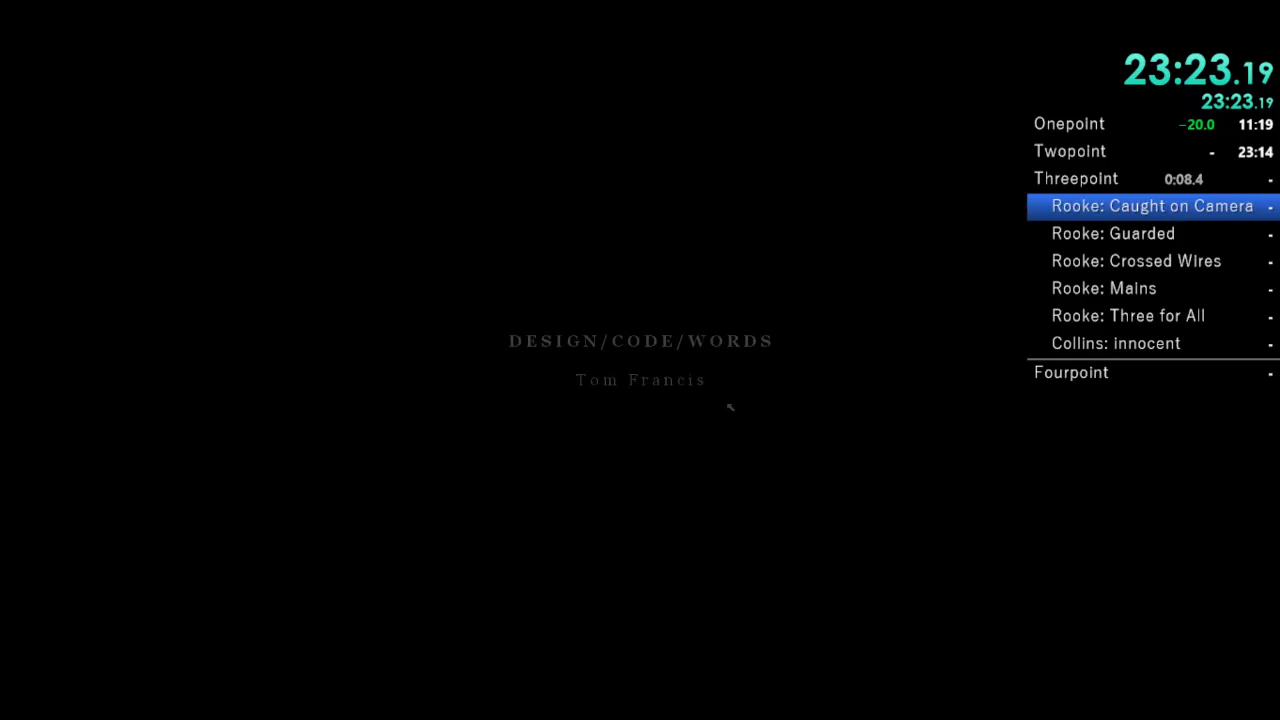 23:23.19
23:23.19
Onepoint -20.0 11:19
Twopoint - 23:14
Threepoint 0:08.4 -
Rooke: Caught on Camera -
Rooke: Guarded -
Rooke: Crossed WIres -
Rooke: Mains -
Rooke: Three for All -
Collins: innocent -
Fourpoint -
DESIGN/CODE/WORDS
Tom Francis